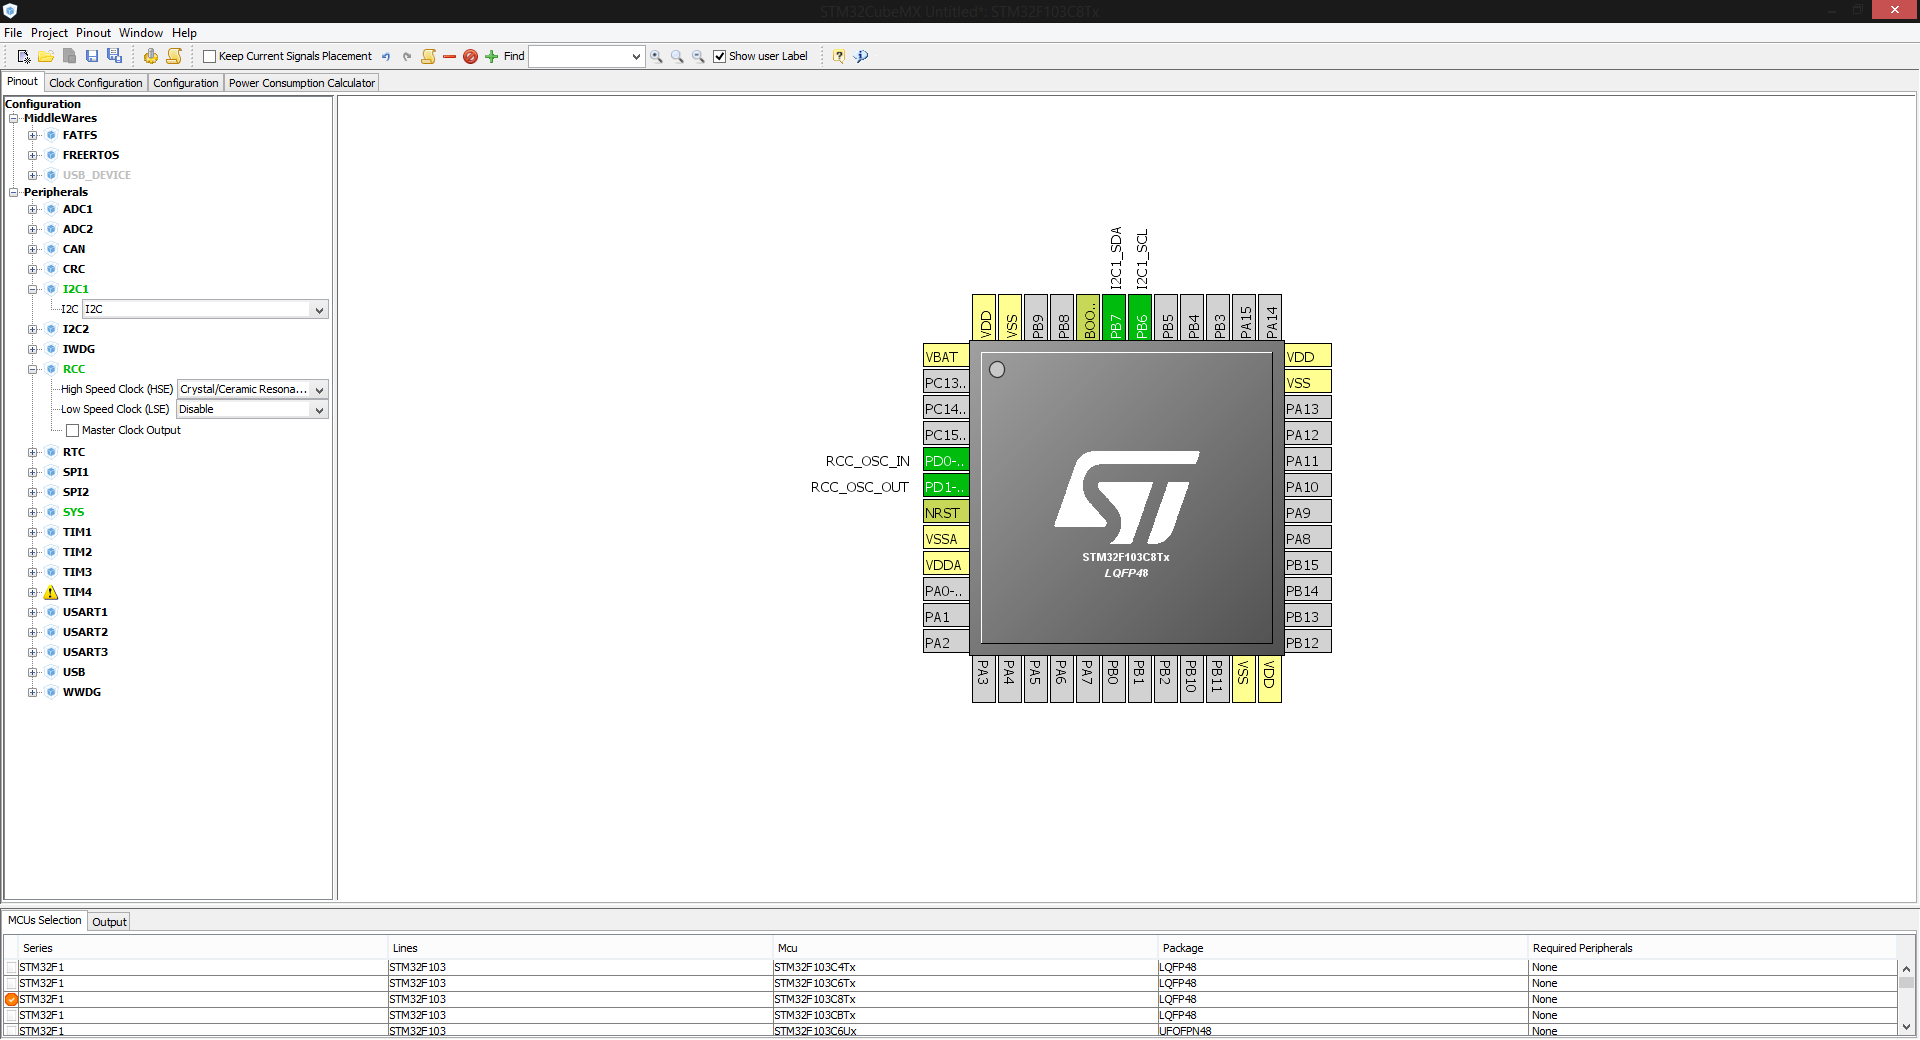 STM32CubeMX Untitled*: STM32F103C8Tx
File Project Pinout Window Help
Keep Current Signals Placement Find Show user Label
Pinout Clock Configuration Configuration Power Consumption Calculator
Configuration
MiddleWares
FATFS
FREERTOS
USB_DEVICE
Peripherals
ADC1
ADC2
CAN
CRC
I2C1
I2C I2C
I2C2
IWDG
RCC
High Speed Clock (HSE) Crystal/Ceramic Resona...
Low Speed Clock (LSE) Disable
Master Clock Output
RTC
SPI1
SPI2
SYS
TIM1
TIM2
TIM3
TIM4
USART1
USART2
USART3
USB
WWDG
I2C1_SDA
I2C1_SCL
VDD
VSS
PB9
PB8
BOO..
PB7
PB6
PB5
PB4
PB3
PA15
PA14
VBAT
PC13..
PC14..
PC15..
RCC_OSC_IN PD0-..
RCC_OSC_OUT PD1-..
NRST
VSSA
VDDA
PA0-..
PA1
PA2
ST
STM32F103C8Tx
LQFP48
VDD
VSS
PA13
PA12
PA11
PA10
PA9
PA8
PB15
PB14
PB13
PB12
PA3
PA4
PA5
PA6
PA7
PB0
PB1
PB2
PB10
PB11
VSS
VDD
MCUs Selection Output
Series Lines Mcu Package Required Peripherals
STM32F1 STM32F103 STM32F103C4Tx LQFP48 None
STM32F1 STM32F103 STM32F103C6Tx LQFP48 None
STM32F1 STM32F103 STM32F103C8Tx LQFP48 None
STM32F1 STM32F103 STM32F103CBTx LQFP48 None
STM32F1 STM32F103 STM32F103C6Ux UFQFPN48 None